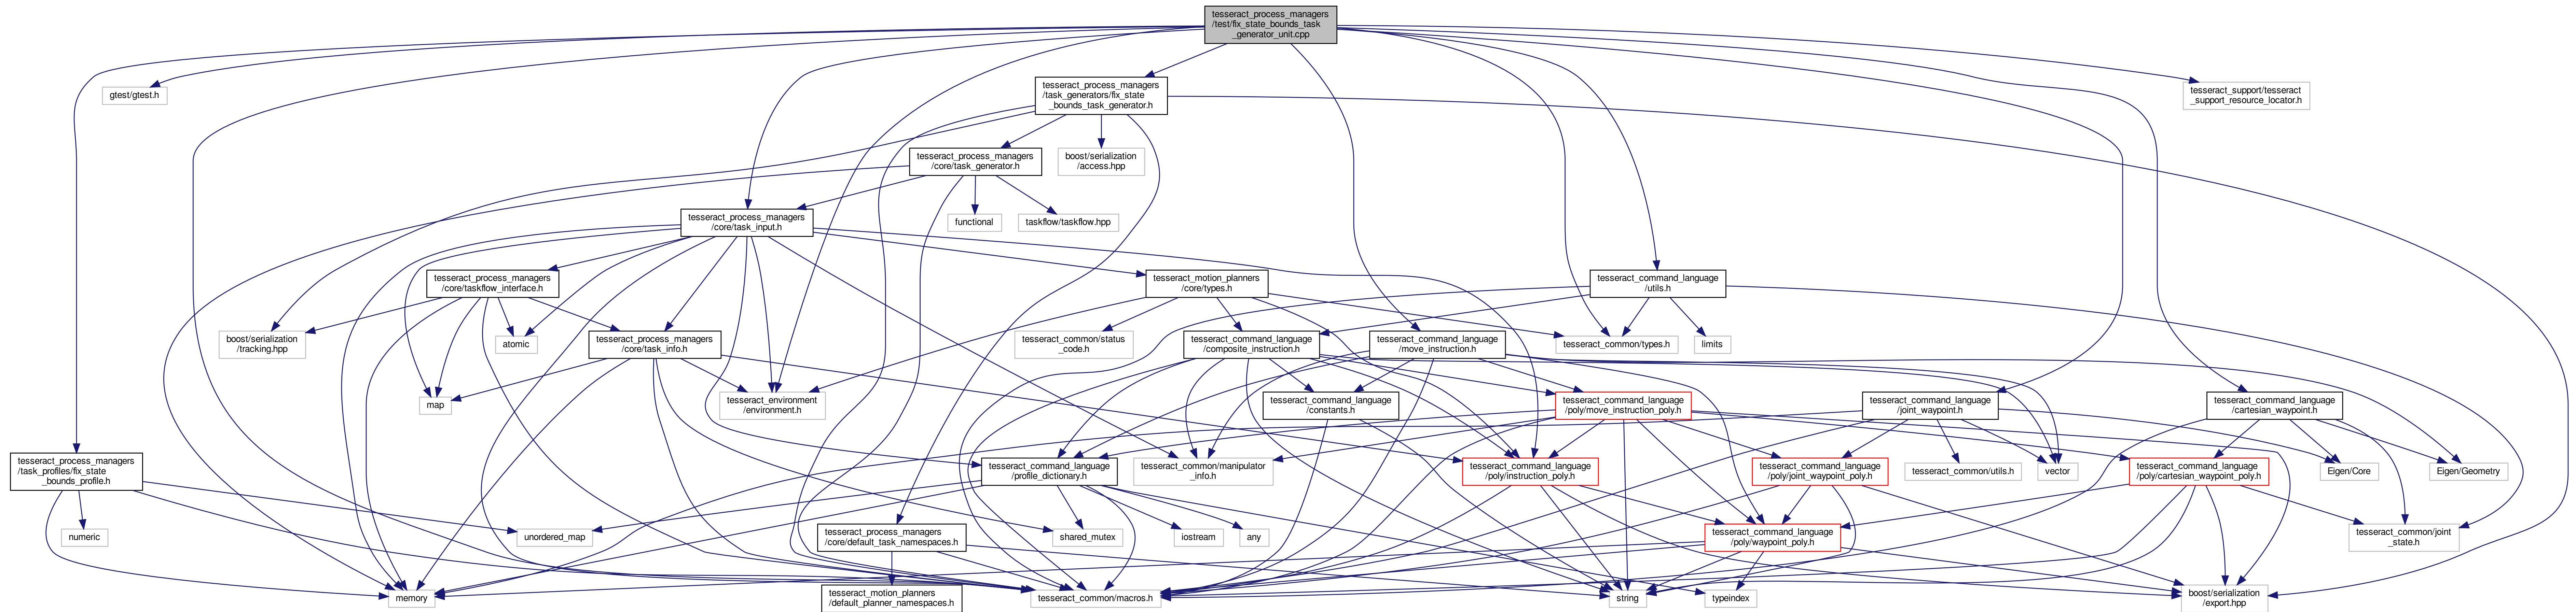 tesseract_process_managers
/test/fix_state_bounds_task
_generator_unit.cpp
gtest/gtest.h
tesseract_process_managers
/task_generators/fix_state
_bounds_task_generator.h
tesseract_support/tesseract
_support_resource_locator.h
tesseract_process_managers
/core/task_generator.h
boost/serialization
/access.hpp
tesseract_process_managers
/core/task_input.h
functional
taskflow/taskflow.hpp
tesseract_process_managers
/core/taskflow_interface.h
tesseract_motion_planners
/core/types.h
tesseract_command_language
/utils.h
boost/serialization
/tracking.hpp
atomic
tesseract_process_managers
/core/task_info.h
tesseract_common/status
_code.h
tesseract_command_language
/composite_instruction.h
tesseract_command_language
/move_instruction.h
tesseract_common/types.h
limits
map
tesseract_environment
/environment.h
tesseract_command_language
/constants.h
tesseract_command_language
/poly/move_instruction_poly.h
tesseract_command_language
/joint_waypoint.h
tesseract_command_language
/cartesian_waypoint.h
tesseract_process_managers
/task_profiles/fix_state
_bounds_profile.h
tesseract_command_language
/profile_dictionary.h
tesseract_common/manipulator
_info.h
tesseract_command_language
/poly/instruction_poly.h
tesseract_command_language
/poly/joint_waypoint_poly.h
tesseract_common/utils.h
vector
tesseract_command_language
/poly/cartesian_waypoint_poly.h
Eigen/Core
Eigen/Geometry
numeric
unordered_map
tesseract_process_managers
/core/default_task_namespaces.h
shared_mutex
iostream
any
tesseract_command_language
/poly/waypoint_poly.h
tesseract_common/joint
_state.h
memory
tesseract_motion_planners
/default_planner_namespaces.h
tesseract_common/macros.h
string
typeindex
boost/serialization
/export.hpp